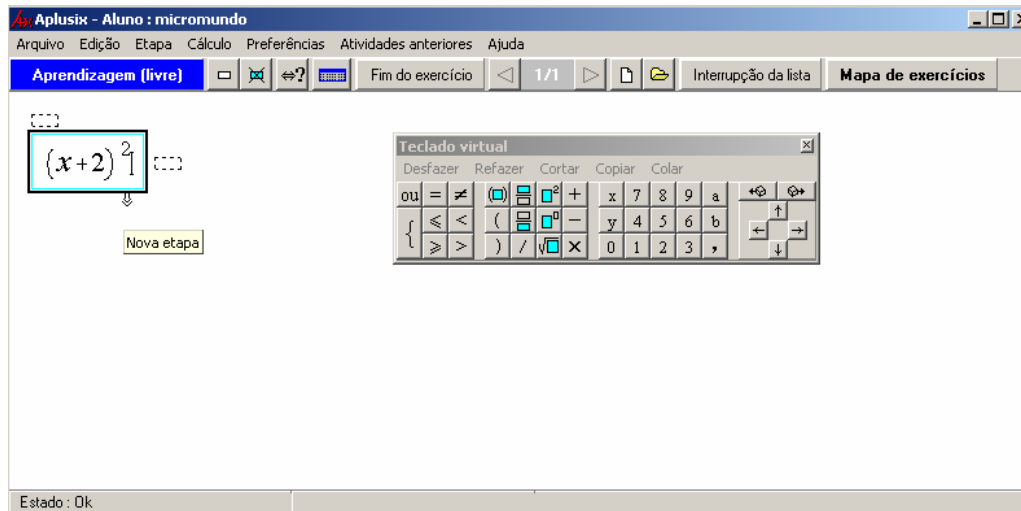 Aplusix - Aluno : micromundo
Arquivo Edição Etapa Cálculo Preferências Atividades anteriores Ajuda
Aprendizagem (livre) ⇔? Fim do exercício 1/1 Interrupção da lista Mapa de exercícios
(x+2)²
Nova etapa
Teclado virtual
Desfazer Refazer Cortar Copiar Colar
ou = ≠ (□) □² + x 7 8 9 a
{ ⩽ < ( □⁰ − y 4 5 6 b
⩾ > ) / √□ × 0 1 2 3 ,
Estado : Ok